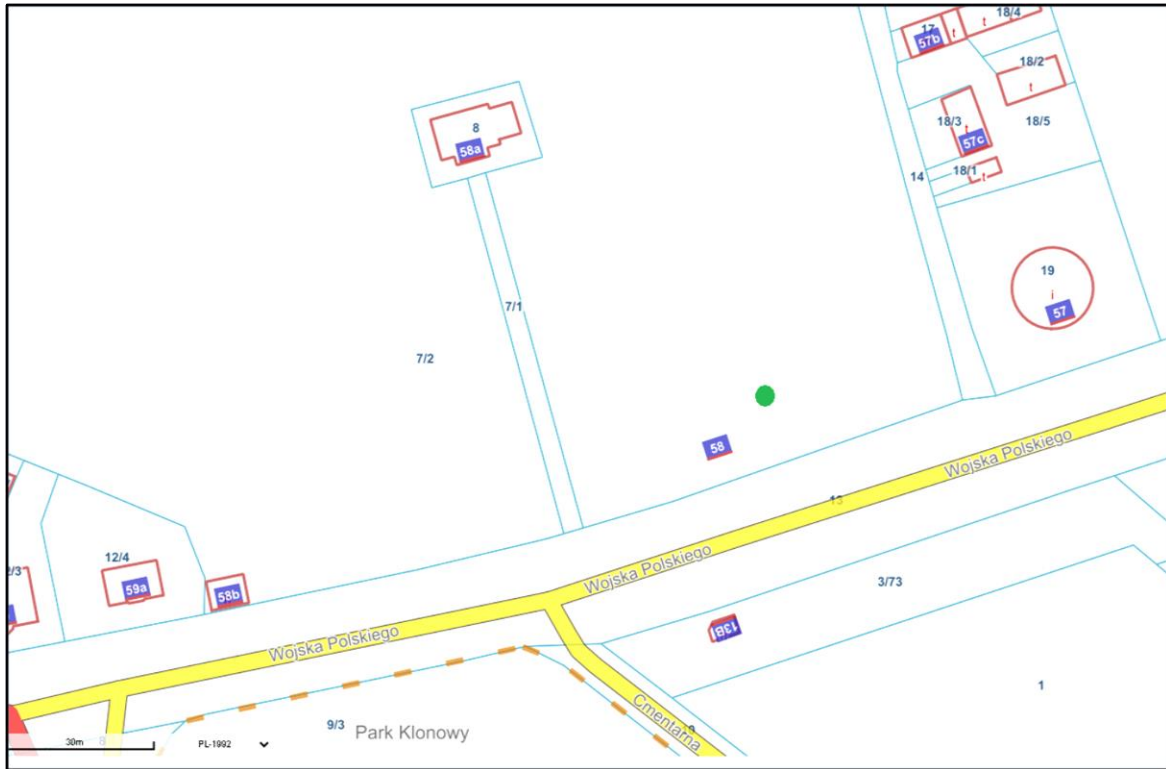 17
57b
t
t
18/4
18/2
t
18/5
18/3
t
57c
18/1
t
14
8
58a
7/1
7/2
19
i
57
58
Wojska Polskiego
13
Wojska Polskiego
Wojska Polskiego
12/4
59a
58b
3/73
13B
1
Cmentarna
9/3
Park Klonowy
30m
PL-1992